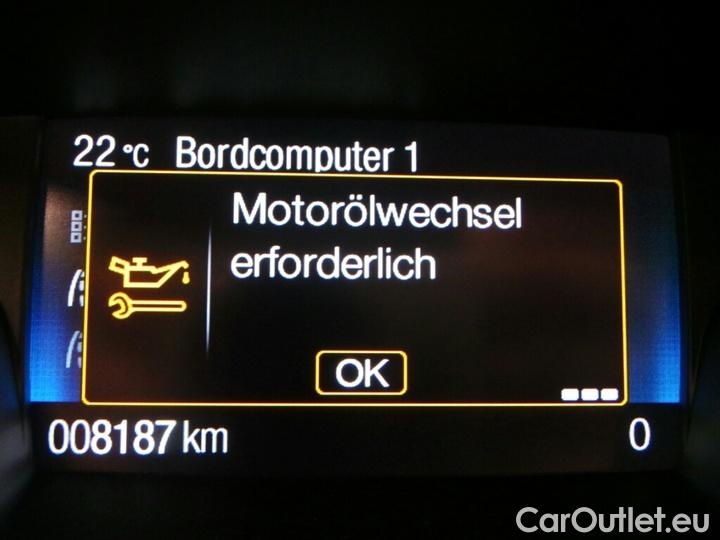 22 °C Bordcomputer 1
Motorölwechsel
erforderlich
OK
008187 km 0
CarOutlet.eu